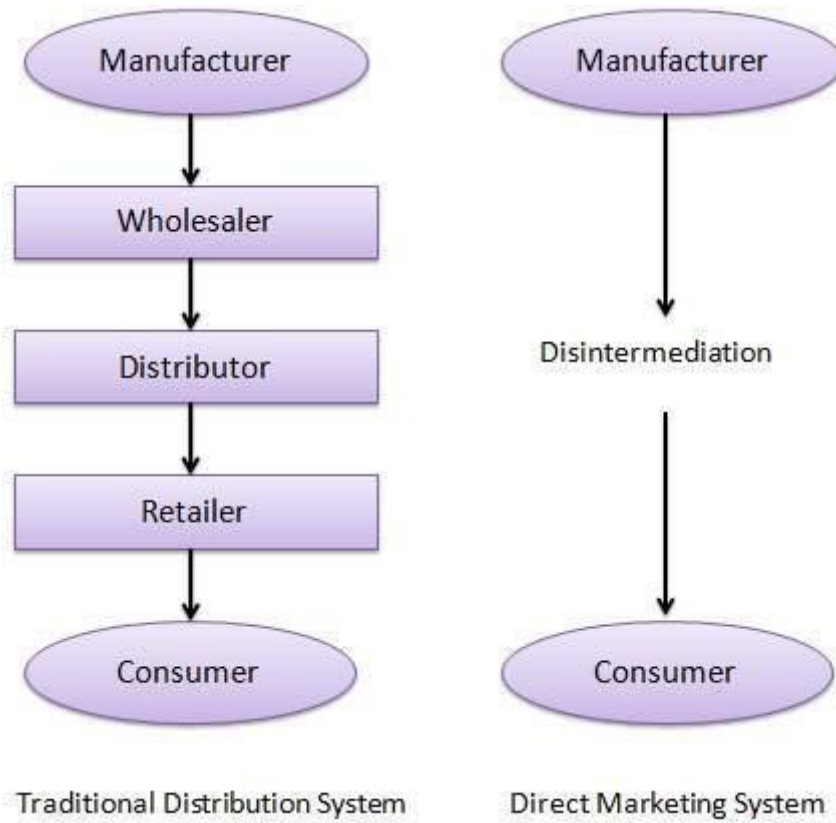 Manufacturer
Wholesaler
Distributor
Retailer
Consumer
Traditional Distribution System
Manufacturer
Disintermediation
Consumer
Direct Marketing System